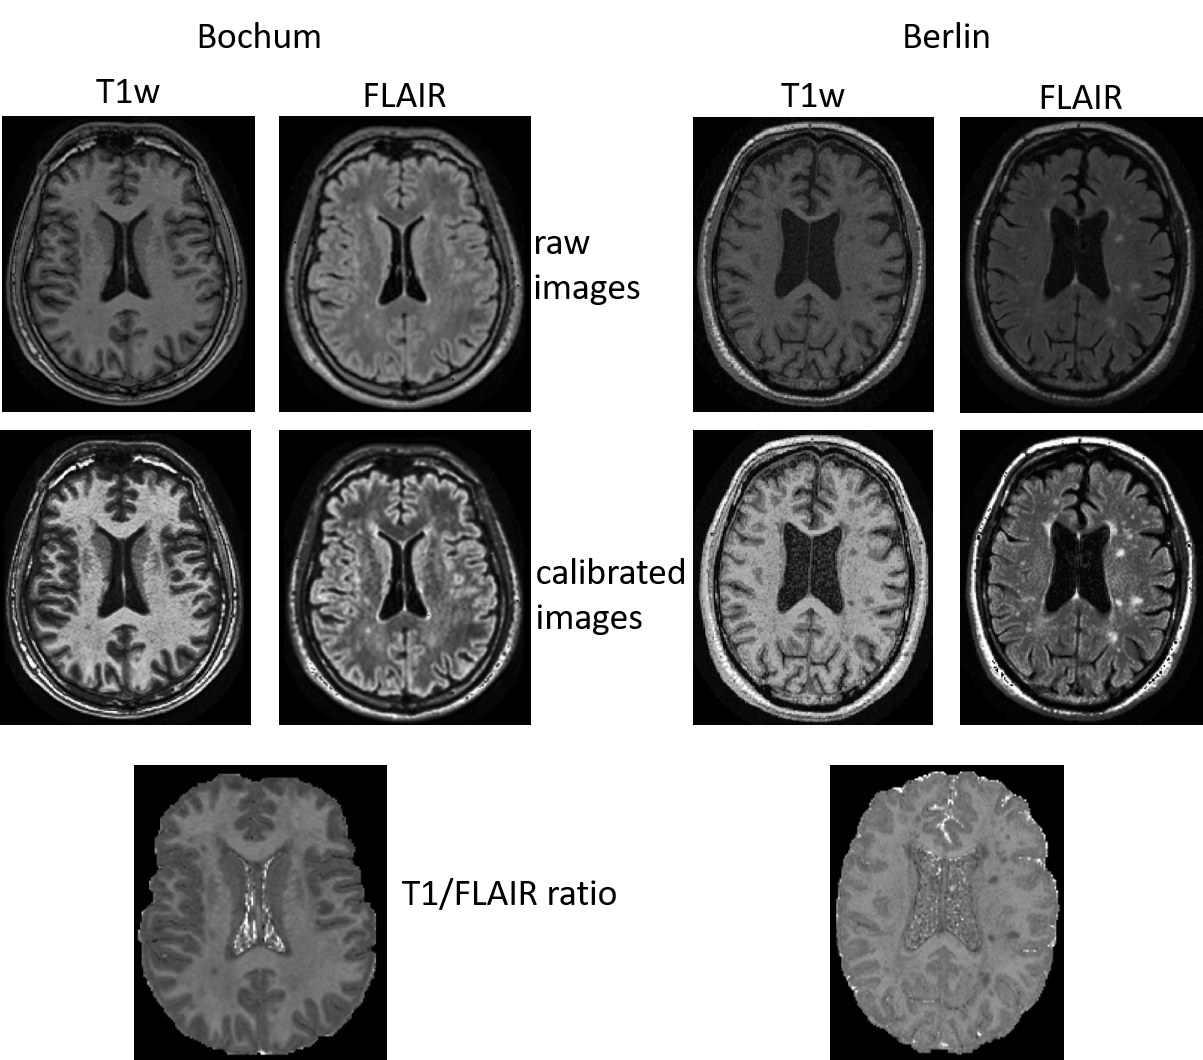 Bochum
Berlin
T1w
FLAIR
T1w
FLAIR
raw
images
calibrated
images
T1/FLAIR ratio